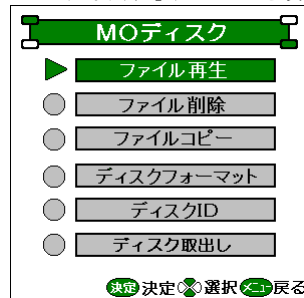 MOディスク
ファイル再生
ファイル削除
ファイルコピー
ディスクフォーマット
ディスクID
ディスク取出し
決定 決定 選択 メニュー 戻る